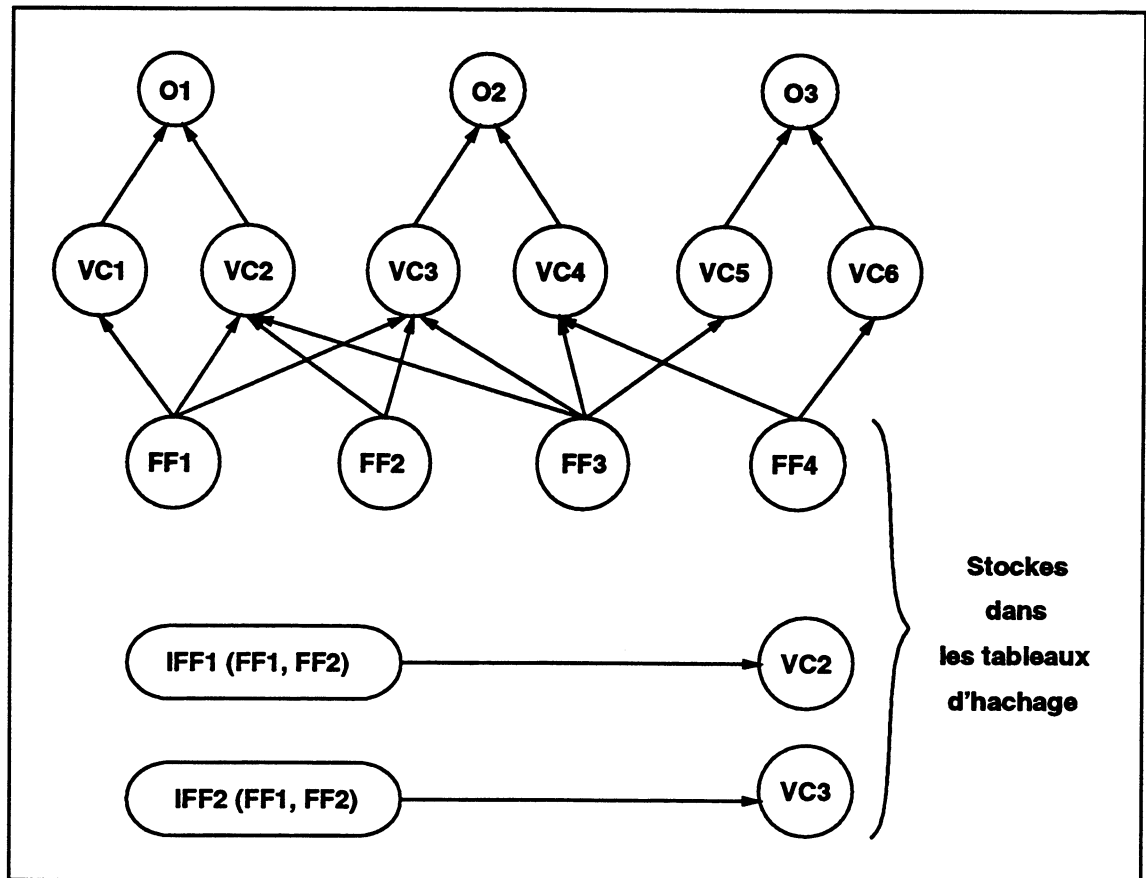 O1
O2
O3
VC1
VC2
VC3
VC4
VC5
VC6
FF1
FF2
FF3
FF4
Stockes
dans
les tableaux
d'hachage
IFF1 (FF1, FF2)
VC2
IFF2 (FF1, FF2)
VC3